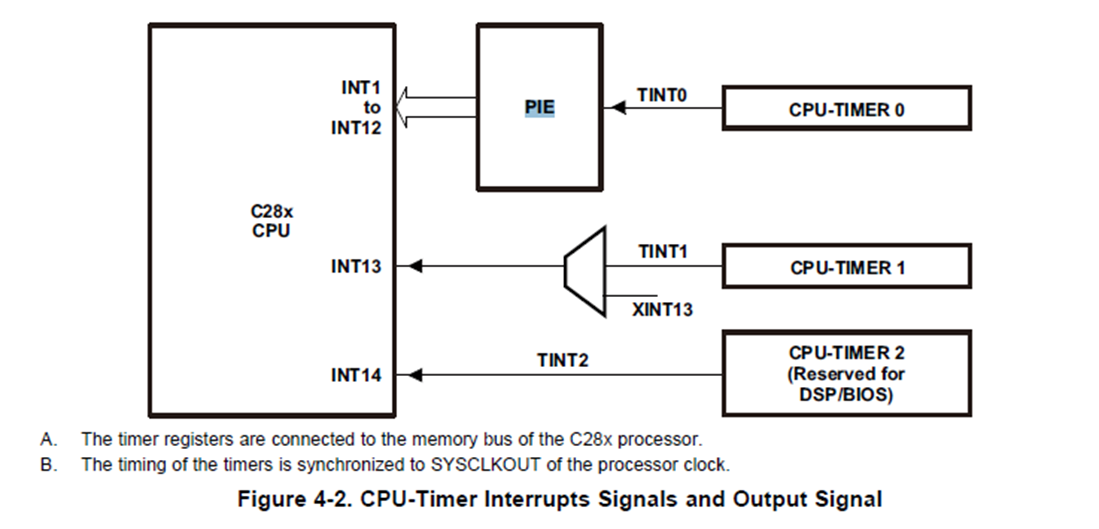 INT1
to
INT12
PIE
TINT0
CPU-TIMER 0
C28x
CPU
INT13
TINT1
CPU-TIMER 1
XINT13
INT14
TINT2
CPU-TIMER 2
(Reserved for
DSP/BIOS)
A. The timer registers are connected to the memory bus of the C28x processor.
B. The timing of the timers is synchronized to SYSCLKOUT of the processor clock.
Figure 4-2. CPU-Timer Interrupts Signals and Output Signal